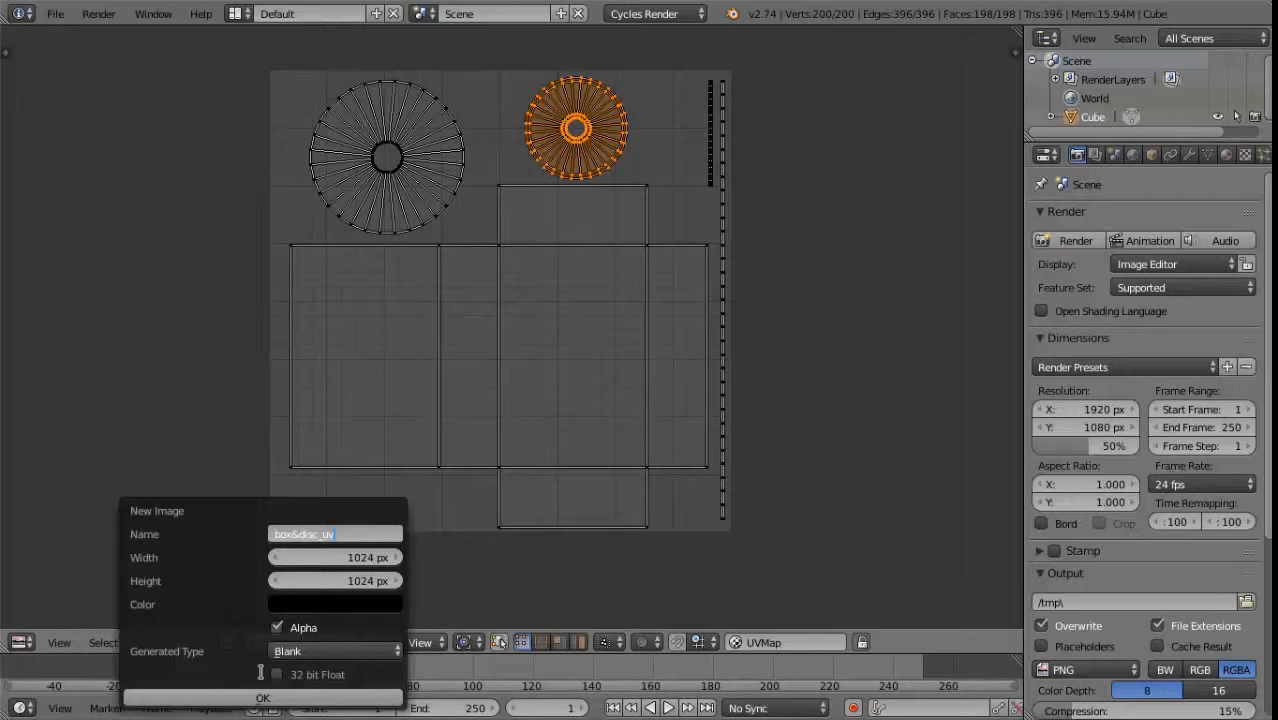 File Render Window Help Default Scene Cycles Render v2.74 | Verts:200/200 | Edges:396/396 | Faces:198/198 | Tris:396 | Mem:15.94M | Cube
View Search All Scenes
Scene
RenderLayers
World
Cube
Scene
Render
Render Animation Audio
Display: Image Editor
Feature Set: Supported
Open Shading Language
Dimensions
Render Presets
Resolution: Frame Range:
X: 1920 px Start Frame: 1
Y: 1080 px End Frame: 250
50% Frame Step: 1
Aspect Ratio: Frame Rate:
X: 1.000 24 fps
Y: 1.000 Time Remapping:
Bord Crop :100 :100
Stamp
Output
/tmp\
Overwrite File Extensions
Placeholders Cache Result
PNG BW RGB RGBA
Color Depth: 8 16
Compression: 15%
New Image
Name box&disc_uv
Width 1024 px
Height 1024 px
Color
Alpha
Generated Type Blank
32 bit Float
OK
View Select View UVMap
-40 -20 80 100 120 140 160 180 200 220 240 260
View End: 250 1 No Sync